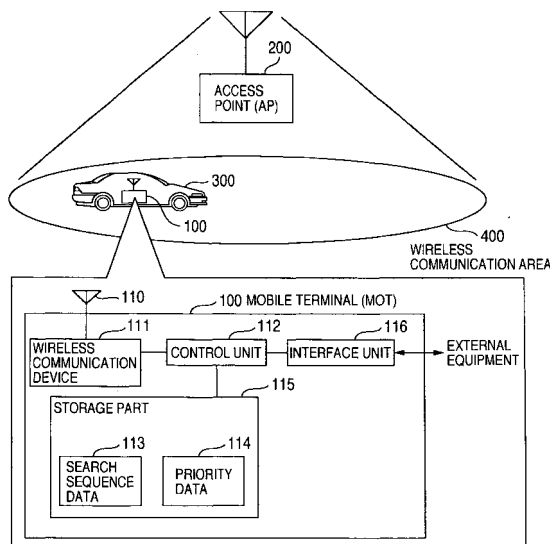 200
ACCESS
POINT (AP)
300
100
400
WIRELESS
COMMUNICATION AREA
110
100 MOBILE TERMINAL (MOT)
111
112
116
WIRELESS
COMMUNICATION
DEVICE
CONTROL UNIT
INTERFACE UNIT
EXTERNAL
EQUIPMENT
115
STORAGE PART
113
114
SEARCH
SEQUENCE
DATA
PRIORITY
DATA